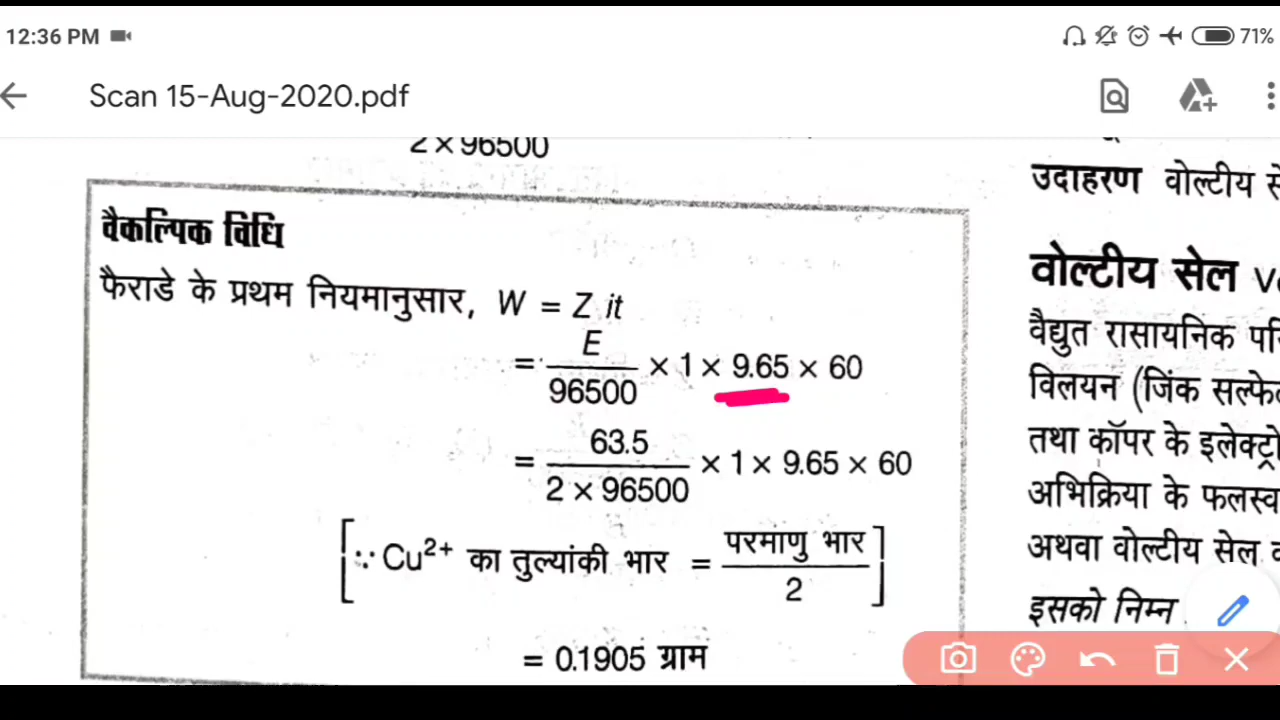 12:36 PM
71%
Scan 15-Aug-2020.pdf
2 × 96500
वैकल्पिक विधि
फैराडे के प्रथम नियमानुसार, W = Z it
= E / 96500 × 1 × 9.65 × 60
= 63.5 / 2 × 96500 × 1 × 9.65 × 60
[∵ Cu²⁺ का तुल्यांकी भार = परमाणु भार / 2]
= 0.1905 ग्राम
उदाहरण वोल्टीय
वोल्टीय सेल
वैद्युत रासायनिक
विलयन (जिंक
तथा कॉपर के
अभिक्रिया के
अथवा वोल्टीय सेल
इसको निम्न